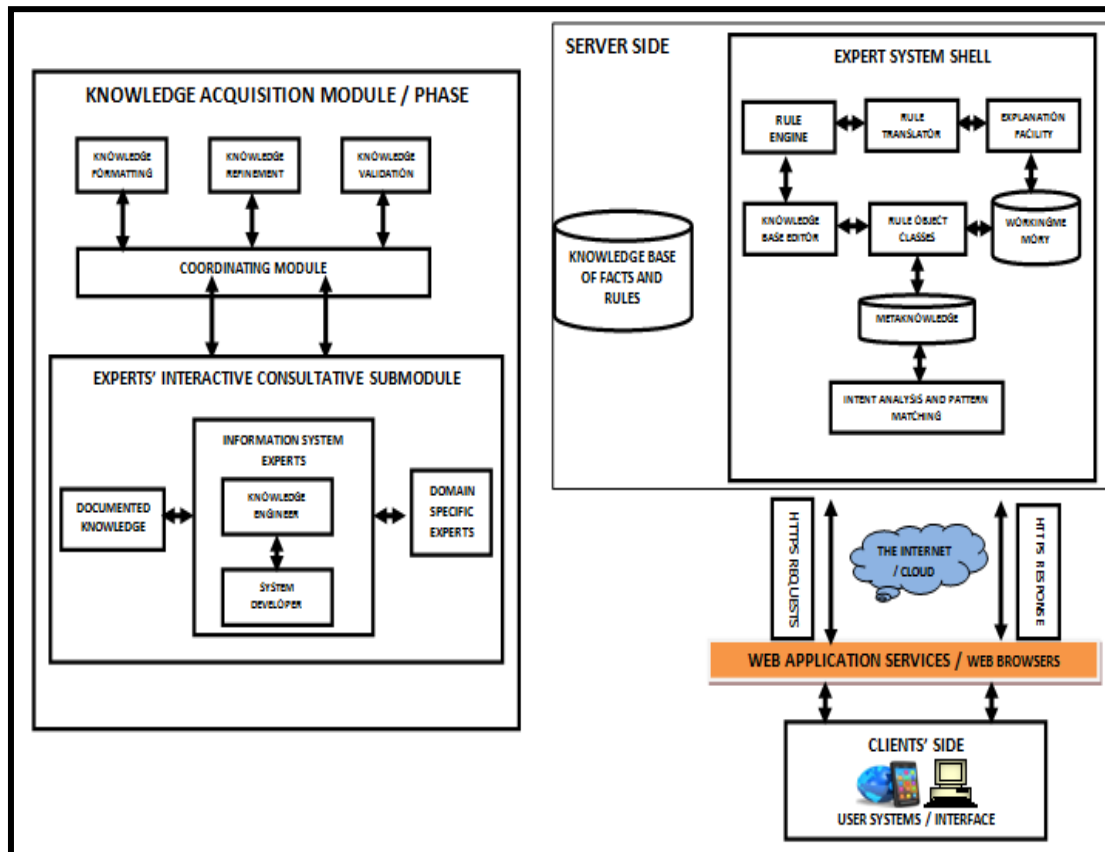 KNOWLEDGE ACQUISITION MODULE / PHASE
KNOWLEDGE
FORMATTING
KNOWLEDGE
REFINEMENT
KNOWLEDGE
VALIDATION
COORDINATING MODULE
EXPERTS' INTERACTIVE CONSULTATIVE SUBMODULE
INFORMATION SYSTEM
EXPERTS
DOCUMENTED
KNOWLEDGE
KNOWLEDGE
ENGINEER
SYSTEM
DEVELOPER
DOMAIN
SPECIFIC
EXPERTS
SERVER SIDE
KNOWLEDGE BASE
OF FACTS AND
RULES
EXPERT SYSTEM SHELL
RULE
ENGINE
RULE
TRANSLATOR
EXPLANATION
FACILITY
KNOWLEDGE
BASE EDITOR
RULE OBJECT
CLASSES
WORKINGME
MORY
METAKNOWLEDGE
INTENT ANALYSIS AND PATTERN
MATCHING
HTTPS REQUESTS
THE INTERNET
/ CLOUD
HTTPS RESPONSE
WEB APPLICATION SERVICES / WEB BROWSERS
CLIENTS' SIDE
USER SYSTEMS / INTERFACE